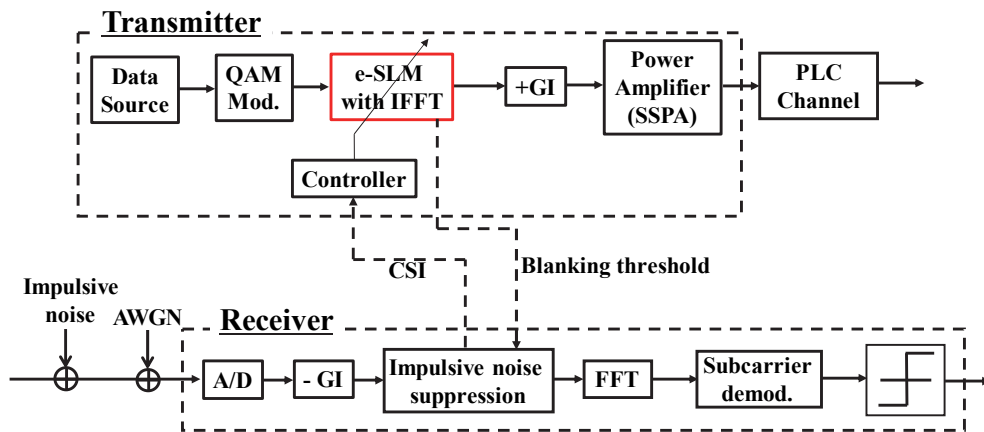 Transmitter
Data
Source
QAM
Mod.
e-SLM
with IFFT
+GI
Power
Amplifier
(SSPA)
PLC
Channel
Controller
CSI
Blanking threshold
Impulsive
noise
AWGN
Receiver
A/D
- GI
Impulsive noise
suppression
FFT
Subcarrier
demod.